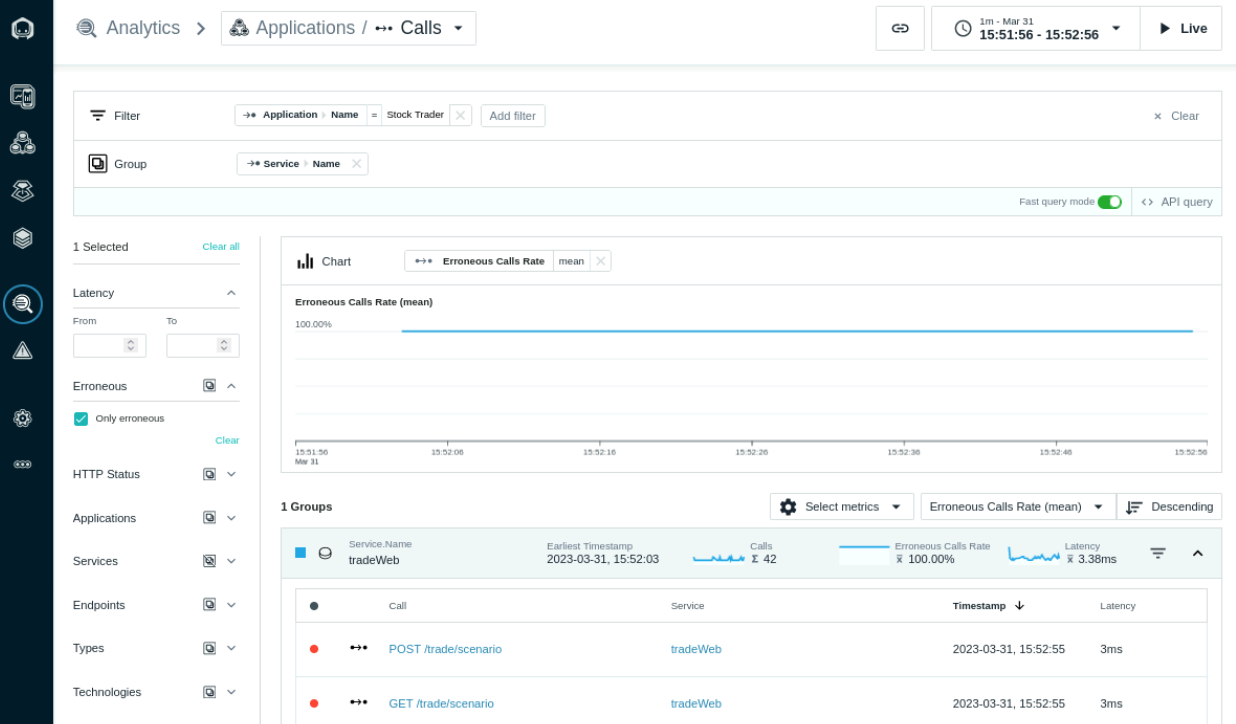 Analytics > Applications / Calls
1m - Mar 31
15:51:56 - 15:52:56
Live
Filter
Application › Name = Stock Trader ×
Add filter
× Clear
Group
Service › Name ×
Fast query mode
<> API query
1 Selected
Clear all
Latency
From To
Erroneous
Only erroneous
Clear
HTTP Status
Applications
Services
Endpoints
Types
Technologies
Chart
Erroneous Calls Rate mean ×
Erroneous Calls Rate (mean)
100.00%
15:51:56 15:52:06 15:52:16 15:52:26 15:52:36 15:52:46 15:52:56
Mar 31
1 Groups
Select metrics
Erroneous Calls Rate (mean)
Descending
Service.Name Earliest Timestamp Calls Erroneous Calls Rate Latency
tradeWeb 2023-03-31, 15:52:03 Σ 42 x̄ 100.00% x̄ 3.38ms
Call Service Timestamp ↓ Latency
POST /trade/scenario tradeWeb 2023-03-31, 15:52:55 3ms
GET /trade/scenario tradeWeb 2023-03-31, 15:52:55 3ms